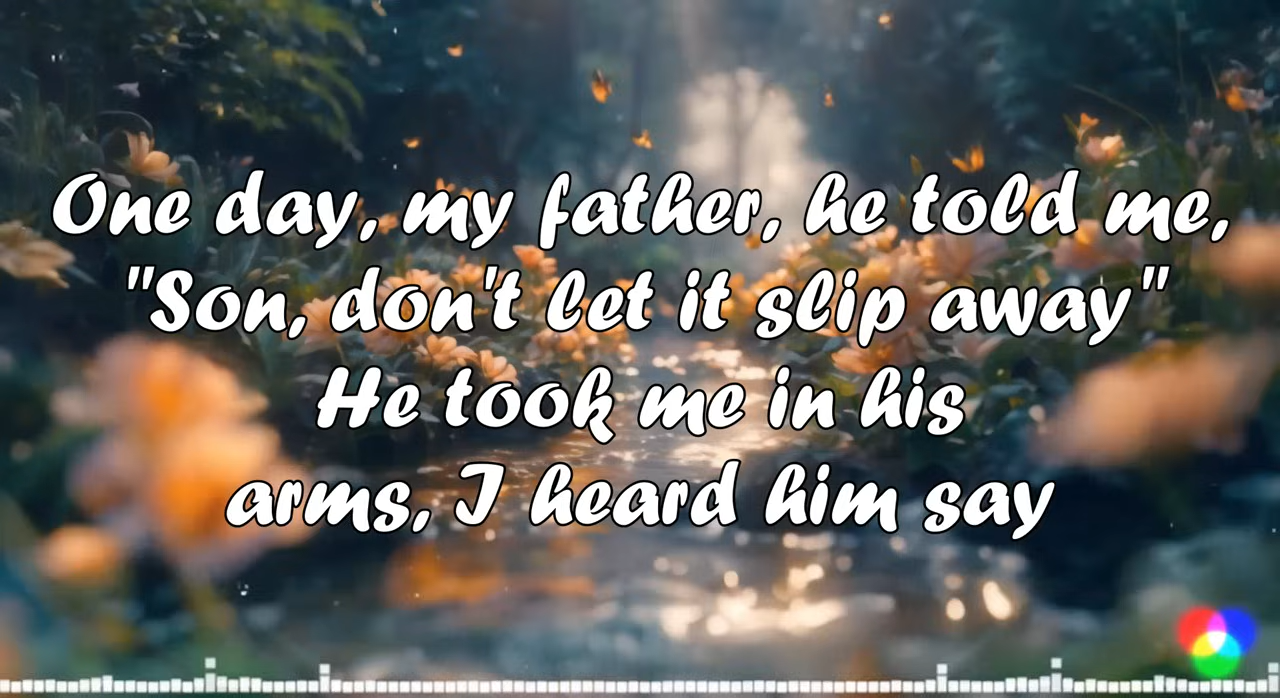 One day, my father, he told me,
"Son, don't let it slip away"
He took me in his
arms, I heard him say